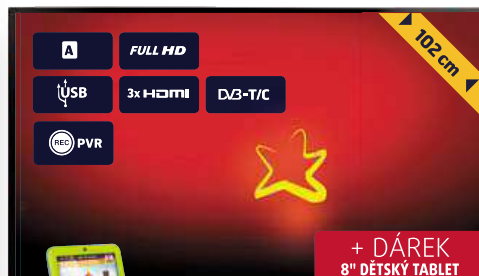 A
FULL HD
USB
3x HDMI
DVB-T/C
REC PVR
102 cm
+ DÁREK
8" DĚTSKÝ TABLET